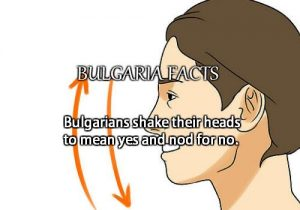 BULGARIA FACTS
Bulgarians shake their heads
to mean yes and nod for no.